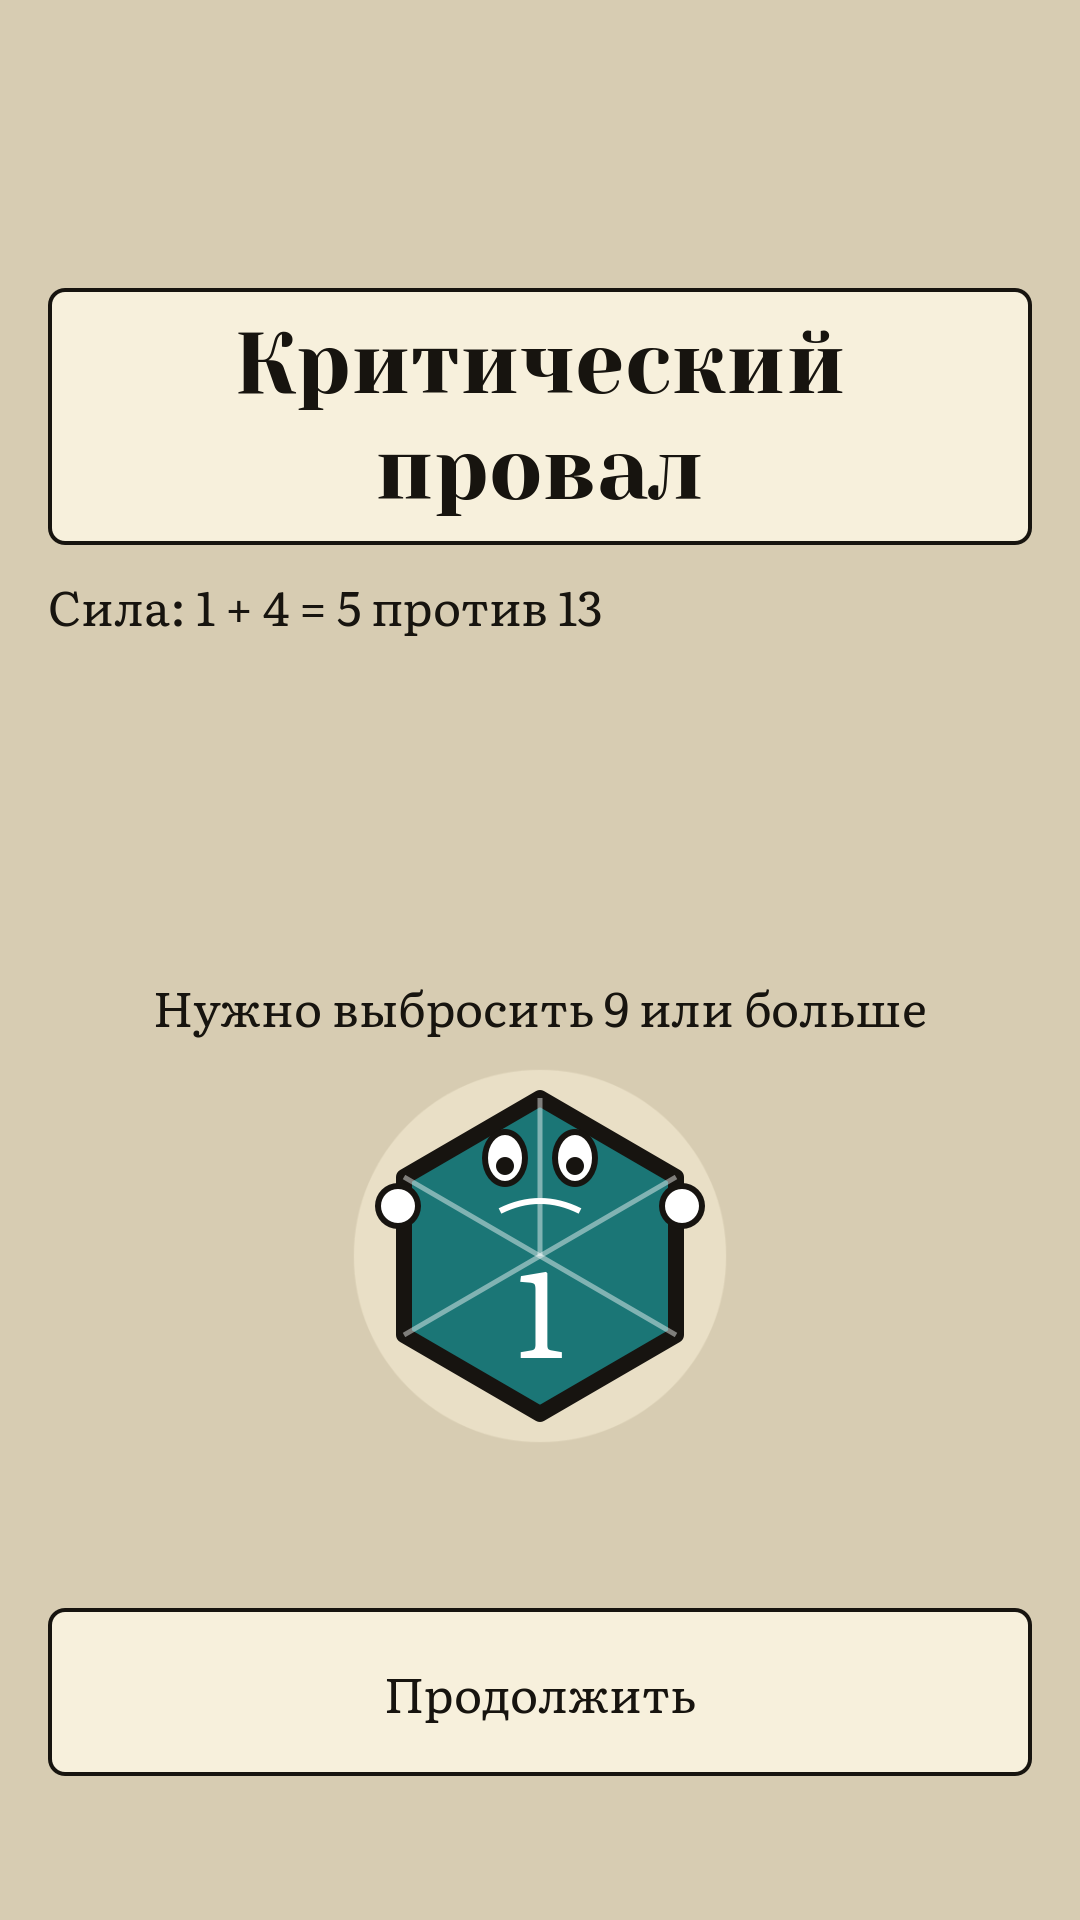 Критический
провал
Сила: 1 + 4 = 5 против 13
Нужно выбросить 9 или больше
1
Продолжить